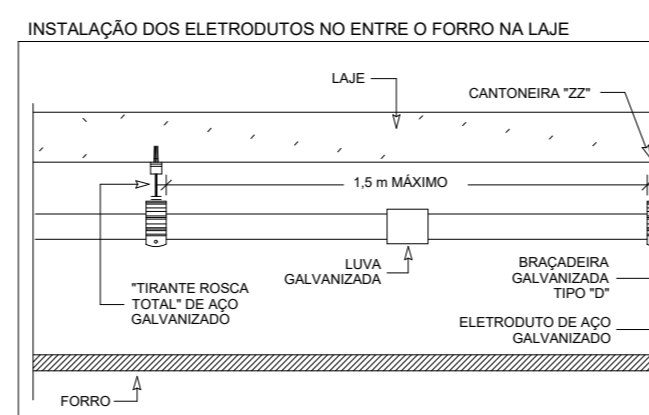 INSTALAÇÃO DOS ELETRODUTOS NO ENTRE O FORRO NA LAJE
LAJE
CANTONEIRA "ZZ"
1,5 m MÁXIMO
"TIRANTE ROSCA
TOTAL" DE AÇO
GALVANIZADO
LUVA
GALVANIZADA
BRAÇADEIRA
GALVANIZADA
TIPO "D"
ELETRODUTO DE AÇO
GALVANIZADO
FORRO